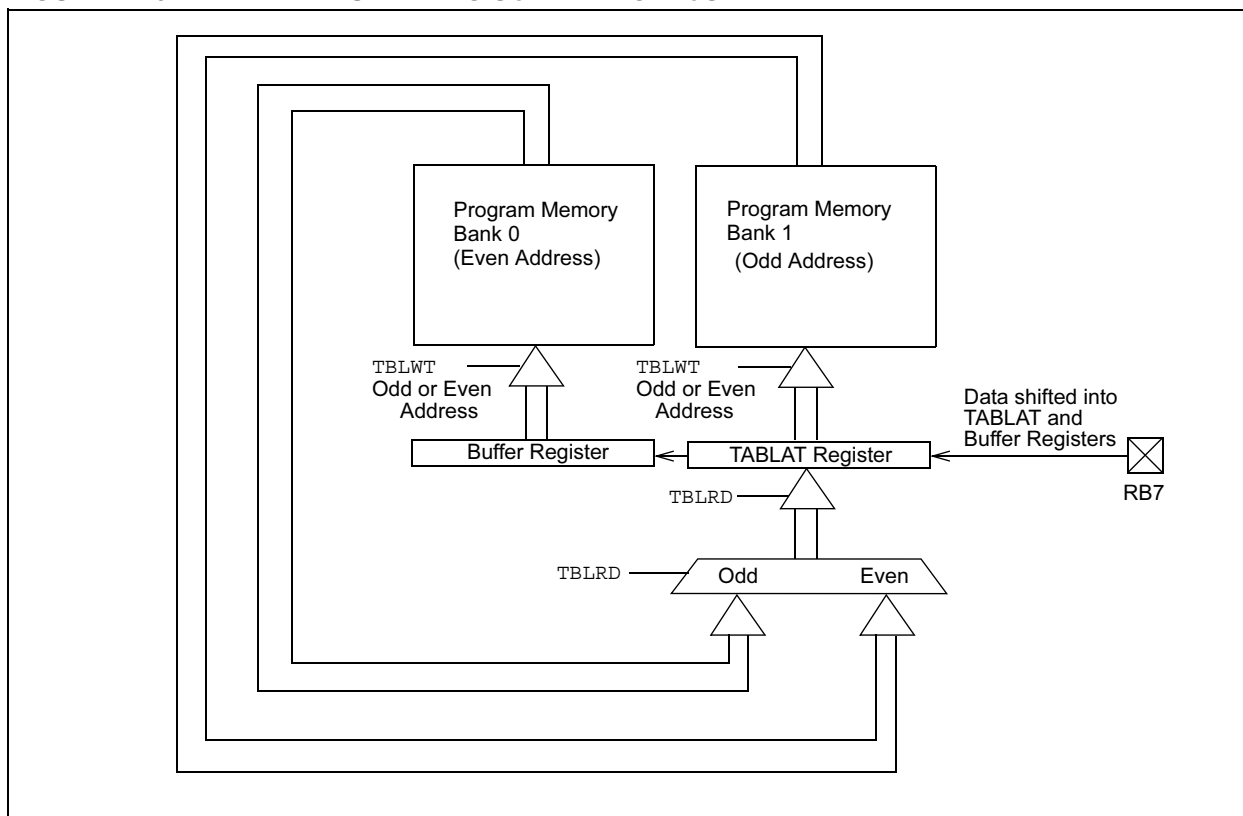 Program Memory
Bank 0
(Even Address)
Program Memory
Bank 1
(Odd Address)
TBLWT
Odd or Even
Address
TBLWT
Odd or Even
Address
Data shifted into
TABLAT and
Buffer Registers
Buffer Register
TABLAT Register
RB7
TBLRD
TBLRD
Odd
Even